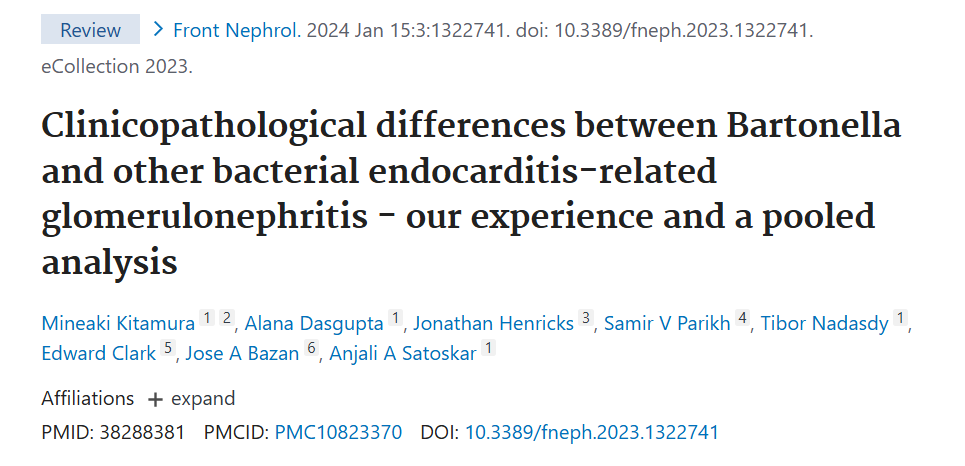 Review > Front Nephrol. 2024 Jan 15:3:1322741. doi: 10.3389/fneph.2023.1322741.
eCollection 2023.
Clinicopathological differences between Bartonella
and other bacterial endocarditis-related
glomerulonephritis - our experience and a pooled
analysis
Mineaki Kitamura 1 2, Alana Dasgupta 1, Jonathan Henricks 3, Samir V Parikh 4, Tibor Nadasdy 1,
Edward Clark 5, Jose A Bazan 6, Anjali A Satoskar 1
Affiliations + expand
PMID: 38288381 PMCID: PMC10823370 DOI: 10.3389/fneph.2023.1322741